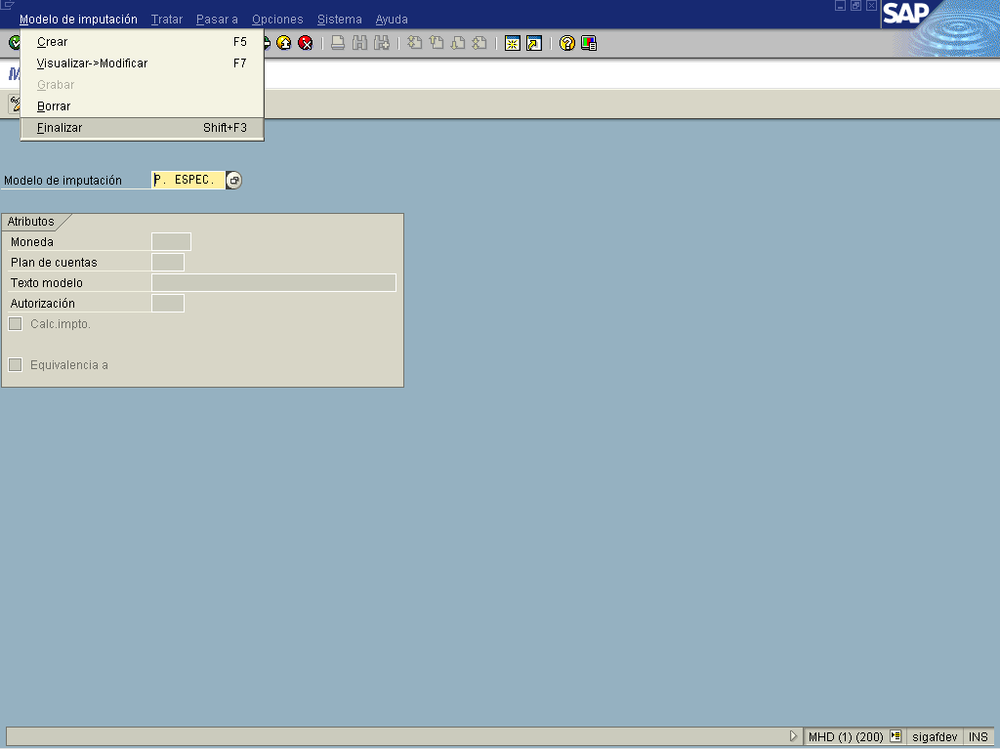 Modelo de imputación Tratar Pasar a Opciones Sistema Ayuda
SAP
Crear F5
Visualizar->Modificar F7
Grabar
Borrar
Finalizar Shift+F3
Modelo de imputación P. ESPEC.
Atributos
Moneda
Plan de cuentas
Texto modelo
Autorización
Calc.impto.
Equivalencia a
MHD (1) (200) sigafdev INS